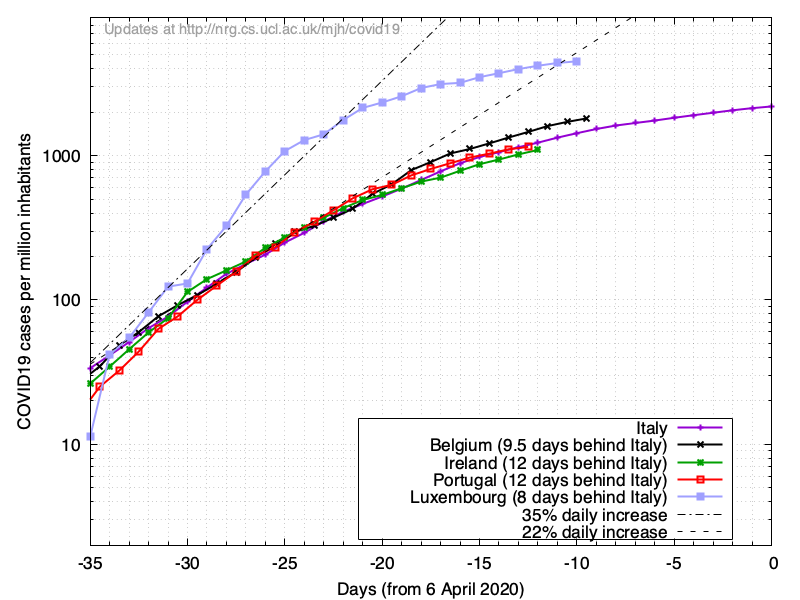 Updates at http://nrg.cs.ucl.ac.uk/mjh/covid19
COVID19 cases per million inhabitants
1000
100
10
Italy
Belgium (9.5 days behind Italy)
Ireland (12 days behind Italy)
Portugal (12 days behind Italy)
Luxembourg (8 days behind Italy)
35% daily increase
22% daily increase
-35 -30 -25 -20 -15 -10 -5 0
Days (from 6 April 2020)